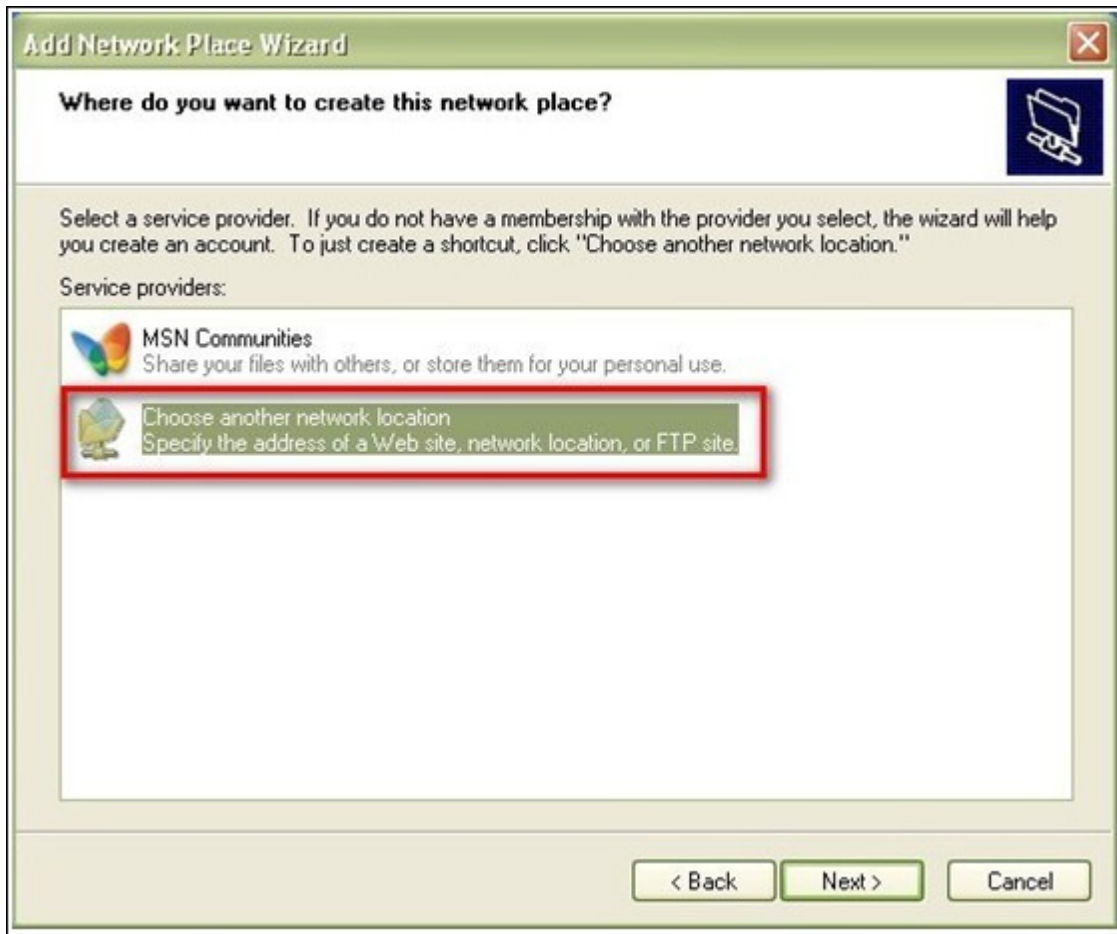 Add Network Place Wizard
Where do you want to create this network place?
Select a service provider.  If you do not have a membership with the provider you select, the wizard will help
you create an account.  To just create a shortcut, click "Choose another network location."
Service providers:
MSN Communities
Share your files with others, or store them for your personal use.
Choose another network location
Specify the address of a Web site, network location, or FTP site.
< Back
Next >
Cancel